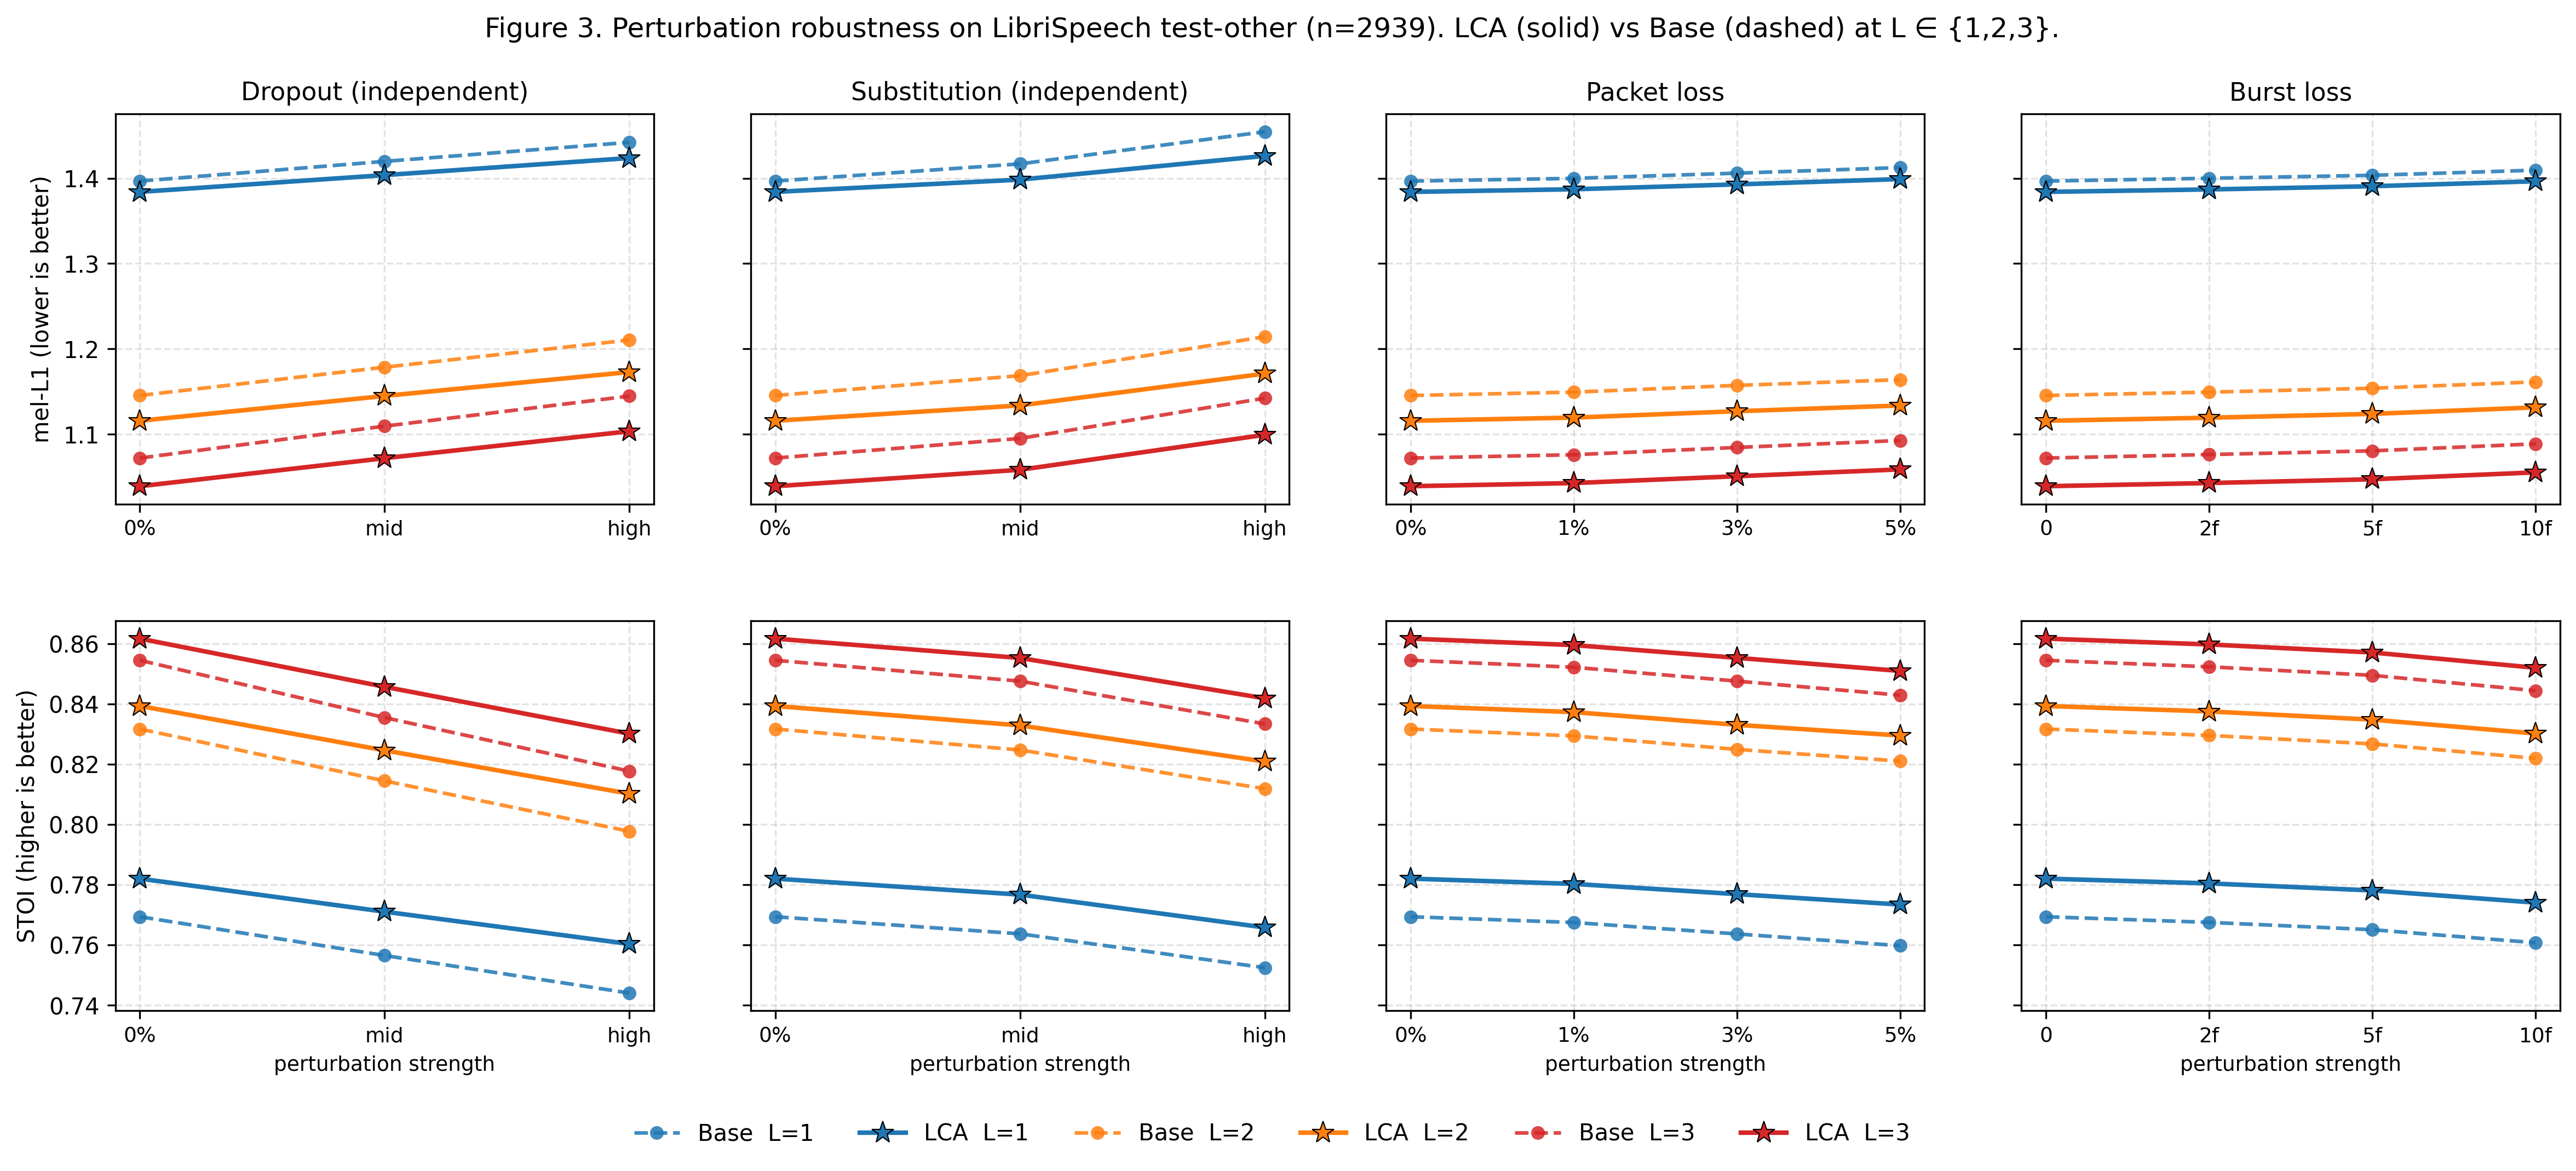 Figure 3. Perturbation robustness on LibriSpeech test-other (n=2939). LCA (solid) vs Base (dashed) at L ∈ {1,2,3}.
Dropout (independent)
Substitution (independent)
Packet loss
Burst loss
mel-L1 (lower is better)
1.4
1.3
1.2
1.1
0% mid high
0% mid high
0% 1% 3% 5%
0 2f 5f 10f
STOI (higher is better)
0.86
0.84
0.82
0.80
0.78
0.76
0.74
0% mid high
perturbation strength
0% mid high
perturbation strength
0% 1% 3% 5%
perturbation strength
0 2f 5f 10f
perturbation strength
Base L=1 LCA L=1 Base L=2 LCA L=2 Base L=3 LCA L=3